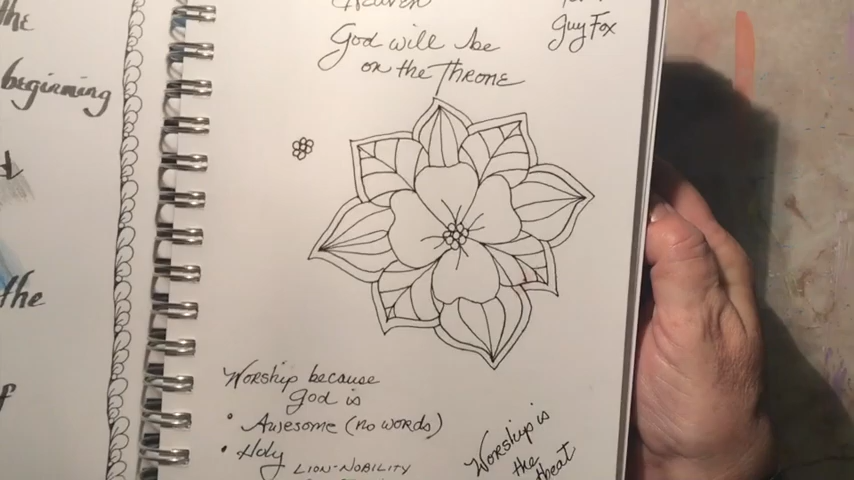 the
beginning
the
Heaven
God will be
on the Throne
Guy Fox
Worship because
God is
• Awesome (no words)
• Holy
LION-NOBILITY
Worship is
the